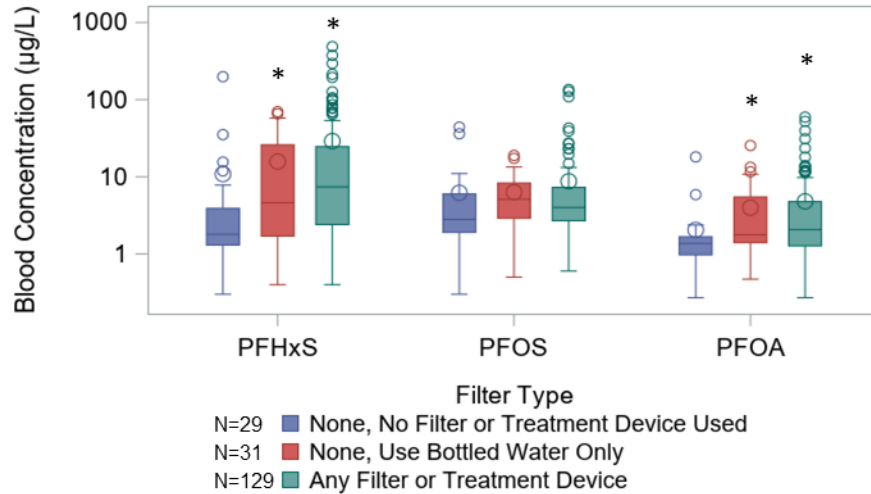 Blood Concentration (µg/L)
1000
100
10
1
*
*
*
*
PFHxS
PFOS
PFOA
Filter Type
N=29 None, No Filter or Treatment Device Used
N=31 None, Use Bottled Water Only
N=129 Any Filter or Treatment Device